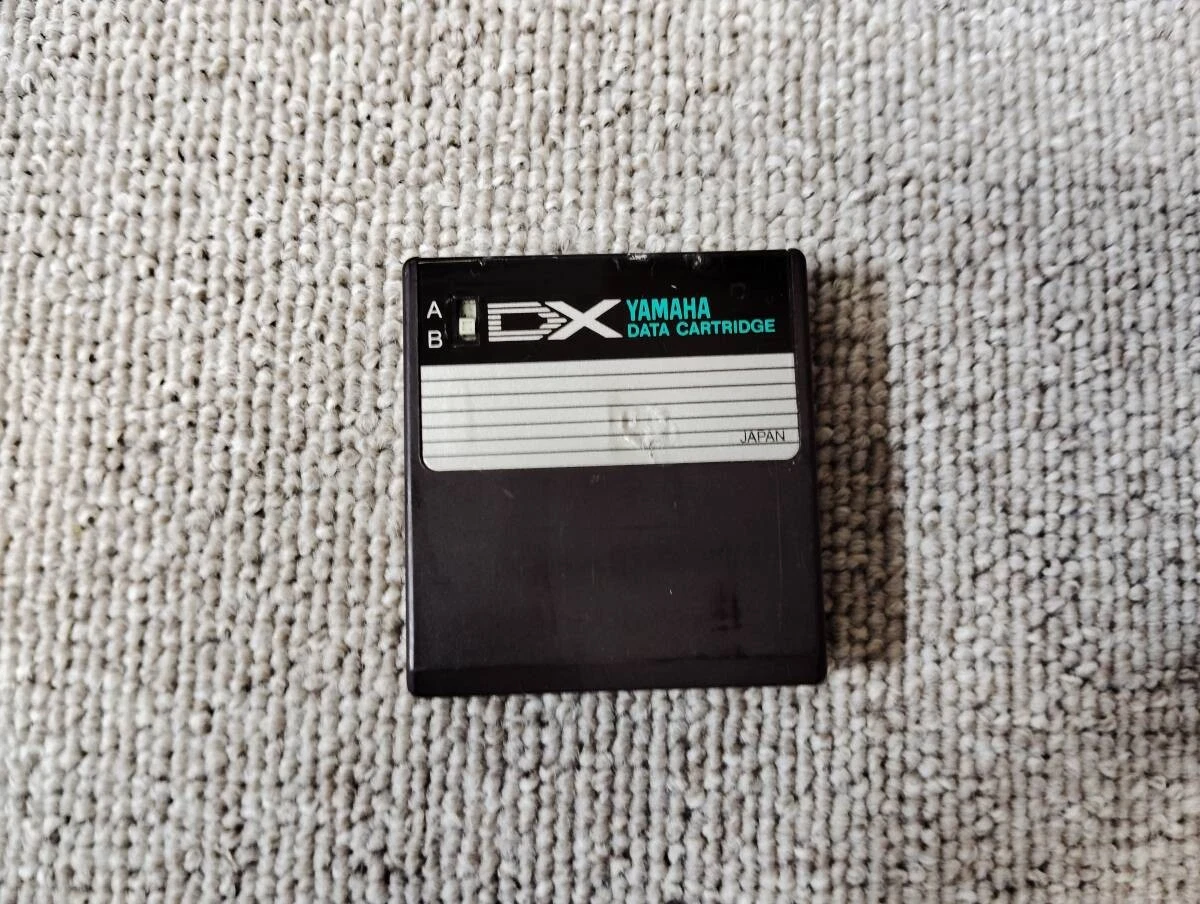 A
B
DX YAMAHA
DATA CARTRIDGE
JAPAN